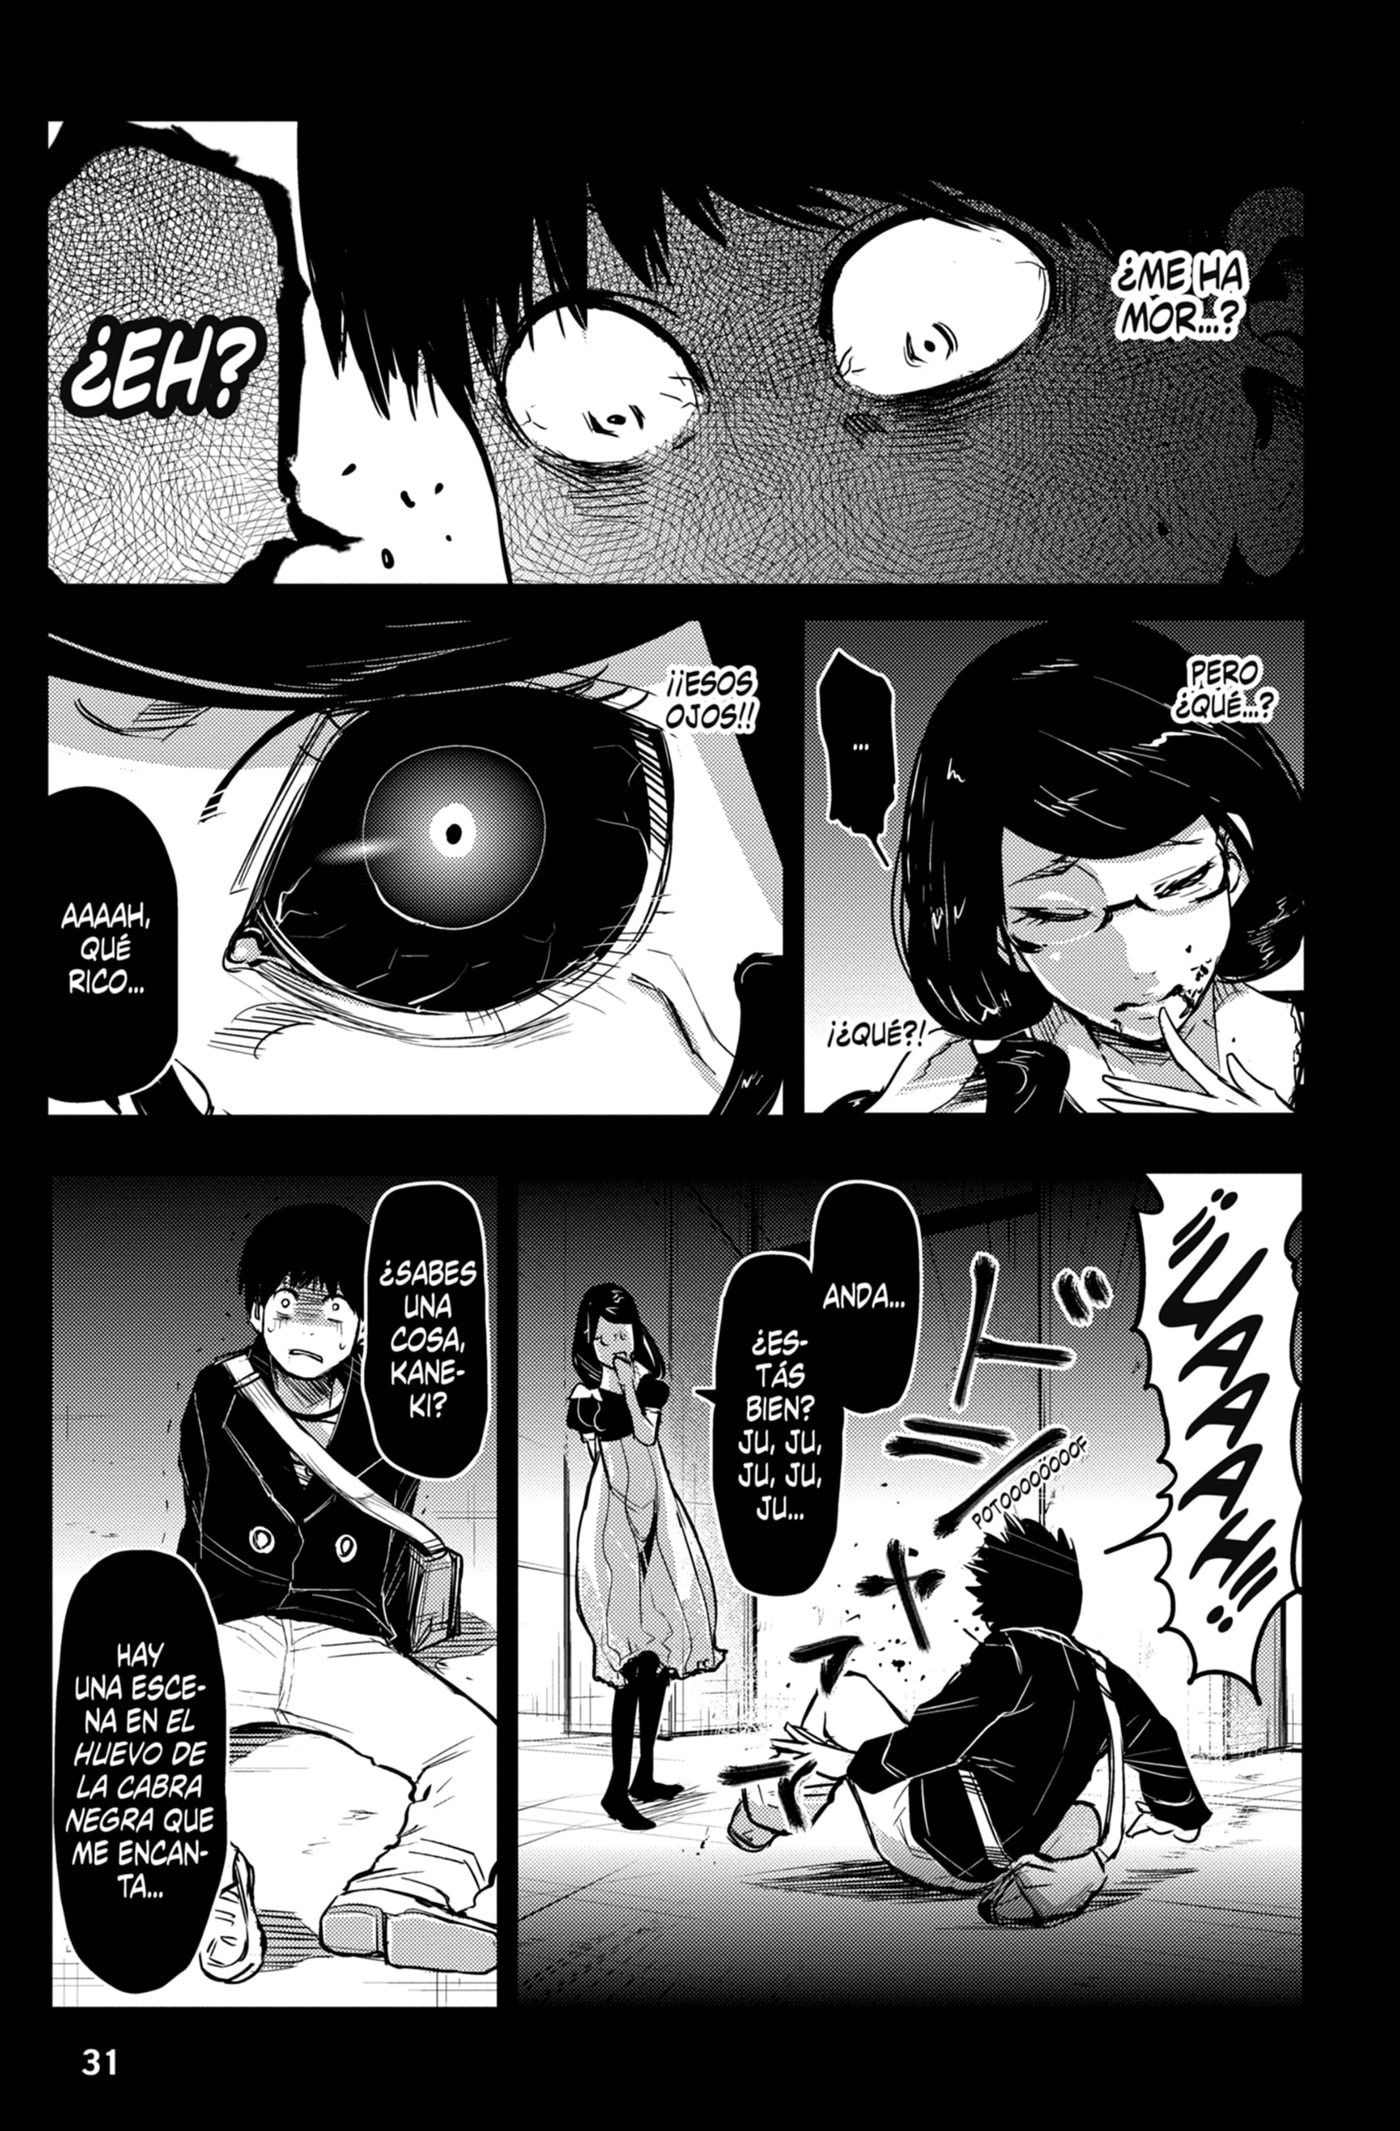 ¿ME HA
MOR...?
¿EH?
PERO
¿QUÉ...?
...
¡¿QUÉ?!
¡¡ESOS
OJOS!!
AAAAH,
QUÉ
RICO...
¡¡UAAAH!!
POTOOOOÖOOOF
ANDA...
¿ES-
TÁS
BIEN?
JU, JU,
JU, JU,
JU...
¿SABES
UNA
COSA,
KANE-
KI?
HAY
UNA ESCE-
NA EN EL
HUEVO DE
LA CABRA
NEGRA QUE
ME ENCAN-
TA...
31